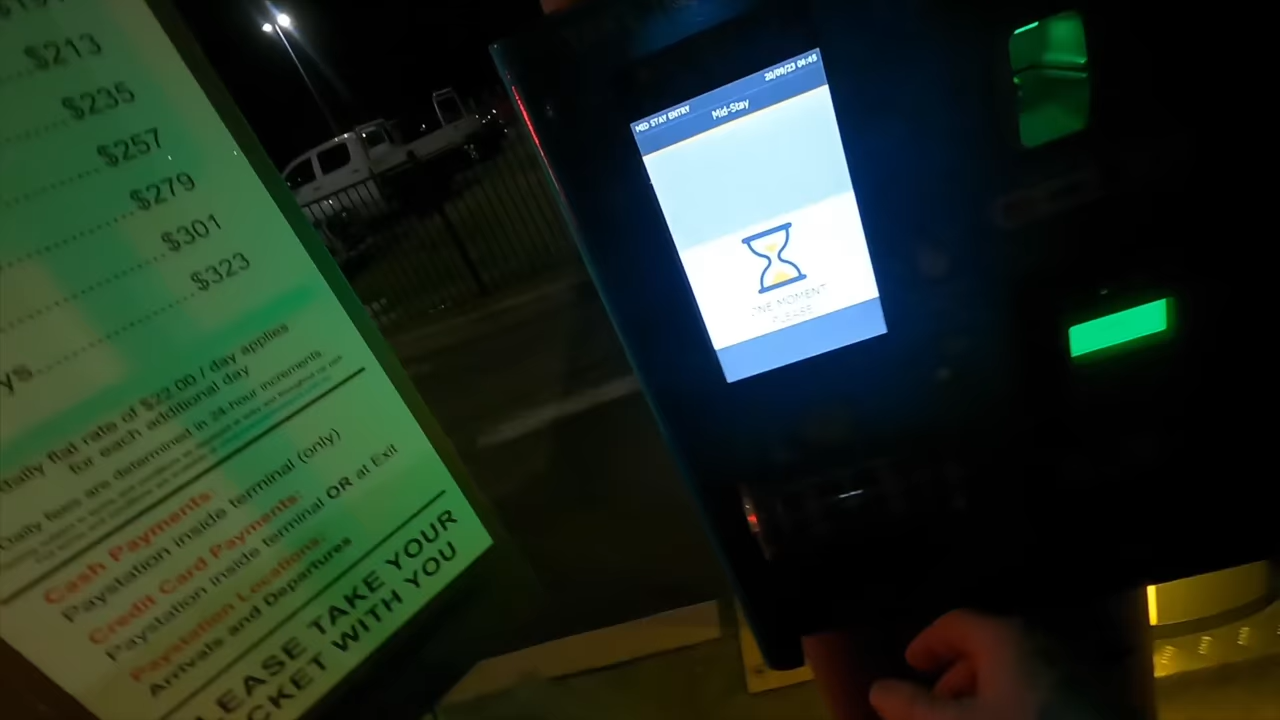 $213
$235
$257
$279
$301
$323
ys
Daily flat rate of $22.00 / day applies
for each additional day
Daily fees are determined in 24-hour increments
Cash Payments:
Paystation inside terminal (only)
Credit Card Payments:
Paystation inside terminal OR at Exit
Paystation Locations:
Arrivals and Departures
LEASE TAKE YOUR
CKET WITH YOU
MID STAY ENTRY
20/09/23 04:45
Mid-Stay
ONE MOMENT
PLEASE